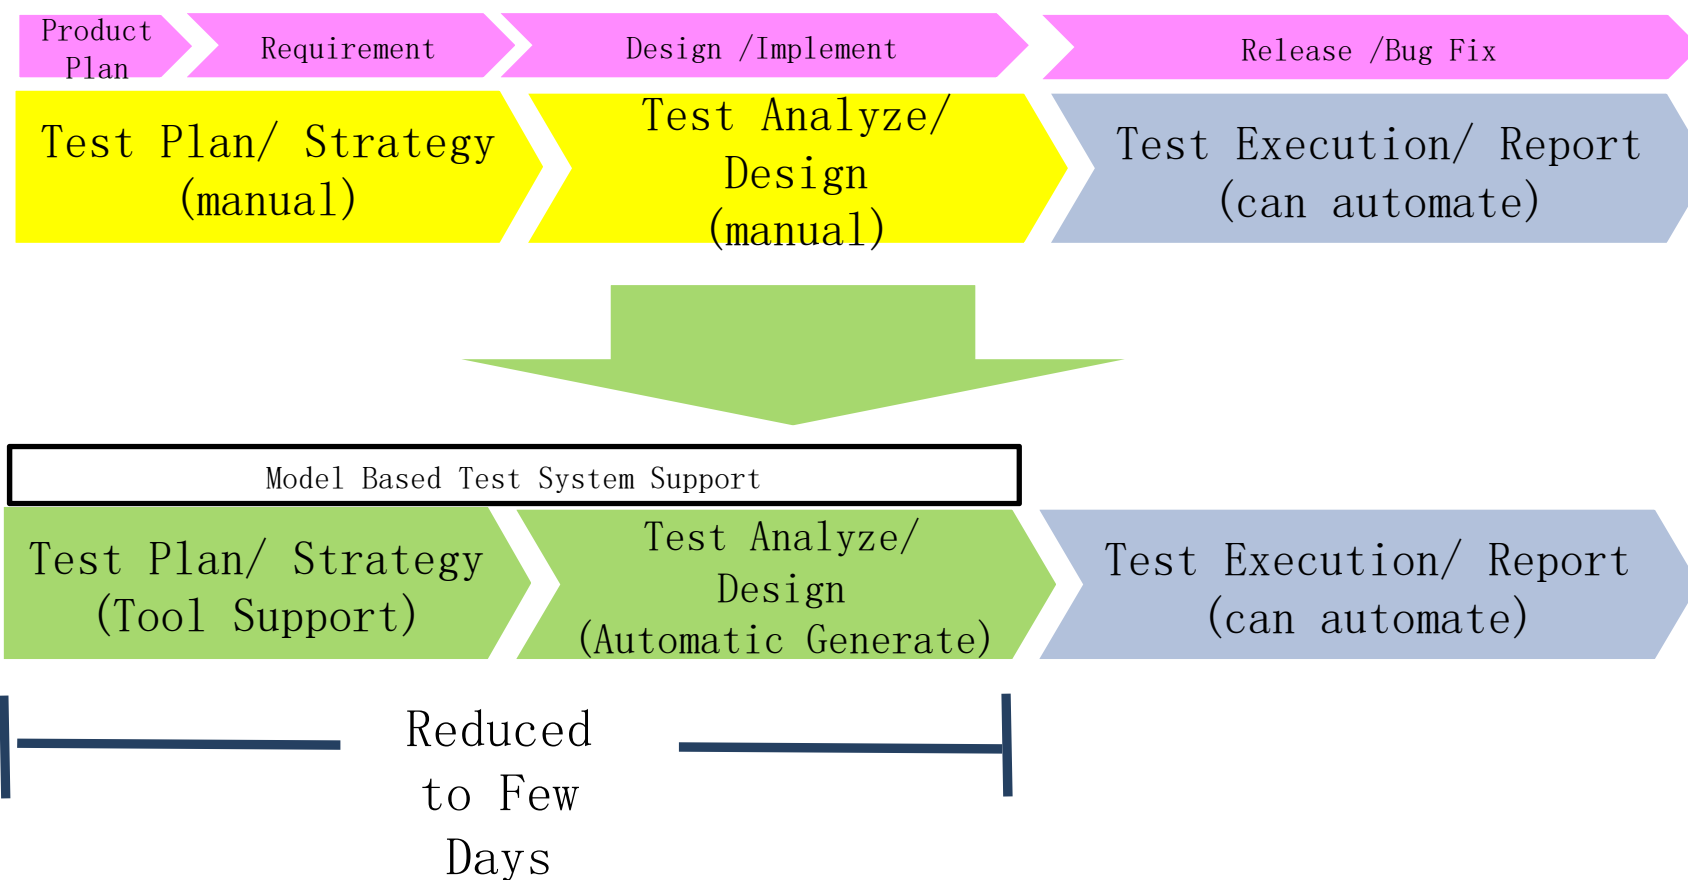 Product
Plan
Requirement
Design /Implement
Release /Bug Fix
Test Plan/ Strategy
(manual)
Test Analyze/
Design
(manual)
Test Execution/ Report
(can automate)
Model Based Test System Support
Test Plan/ Strategy
(Tool Support)
Test Analyze/
Design
(Automatic Generate)
Test Execution/ Report
(can automate)
Reduced
to Few
Days